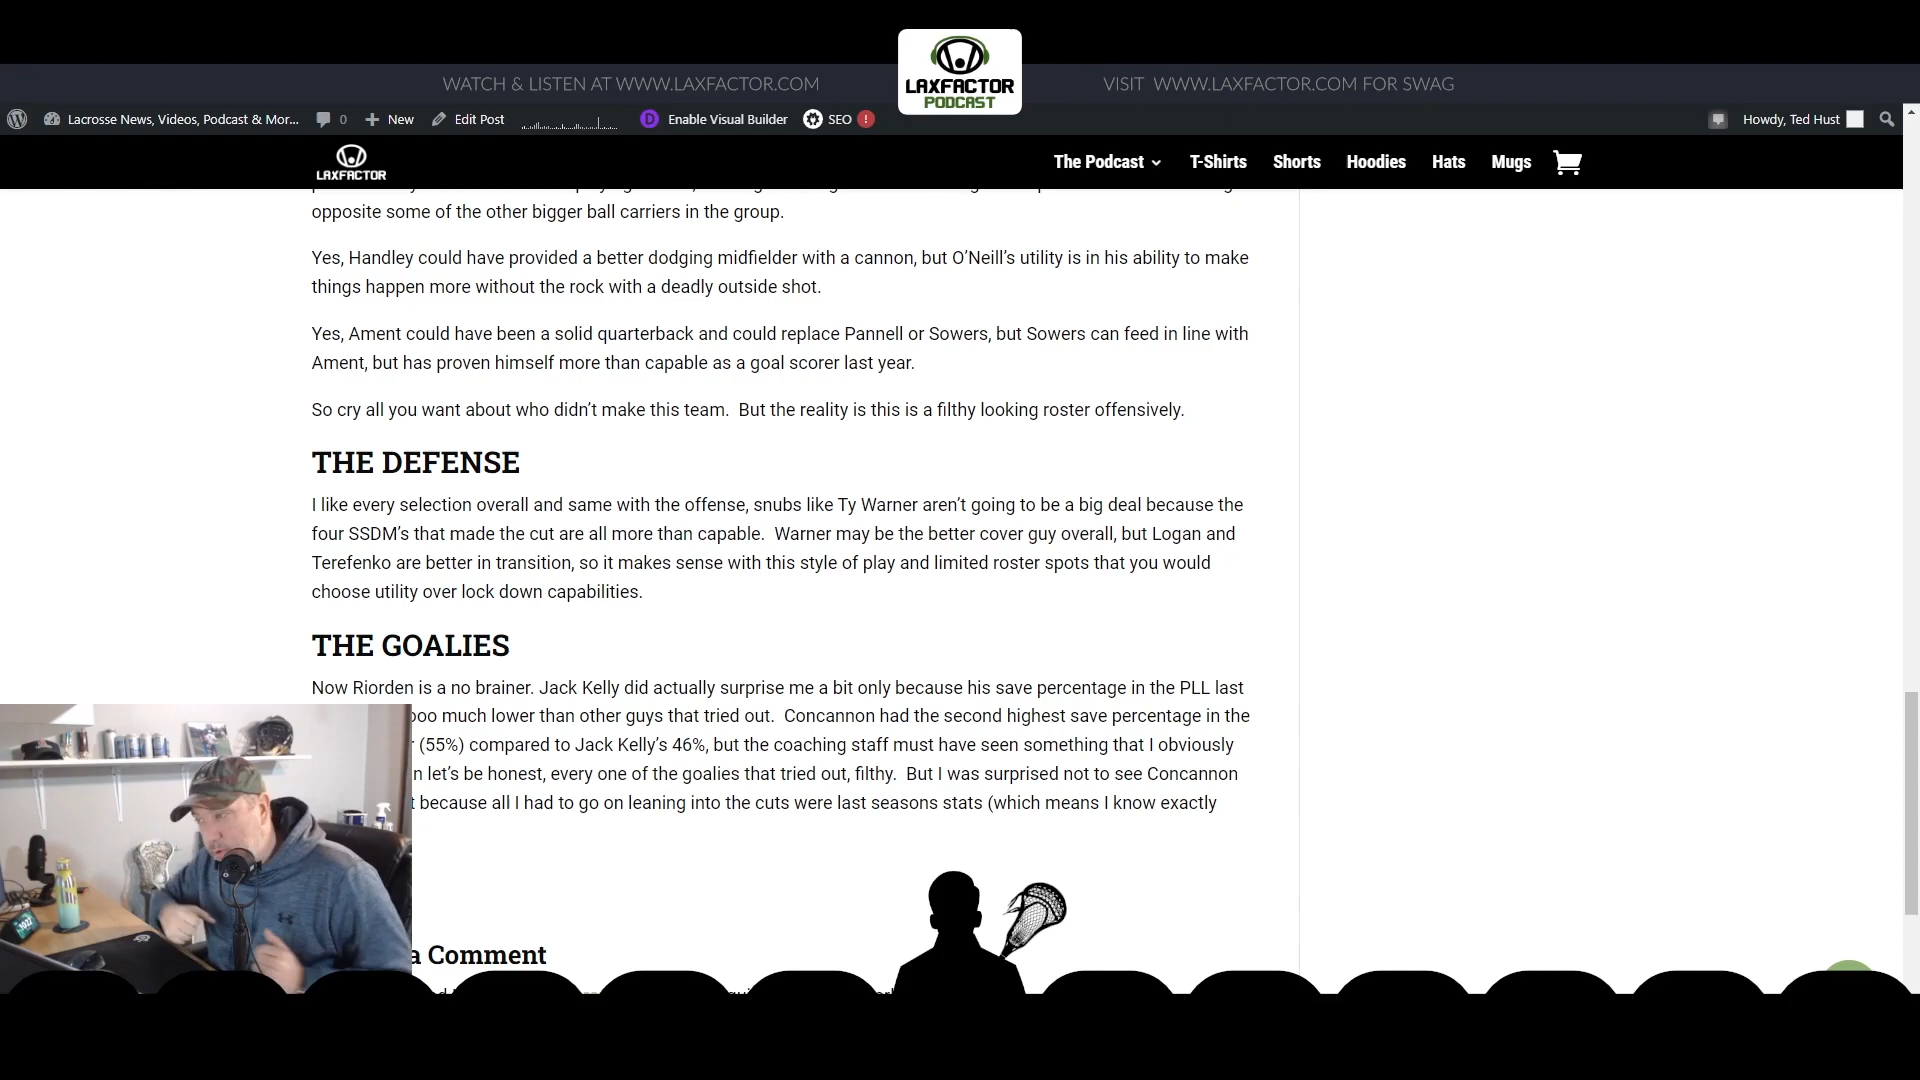 WATCH & LISTEN AT WWW.LAXFACTOR.COM
LAXFACTOR
PODCAST
VISIT WWW.LAXFACTOR.COM FOR SWAG
Lacrosse News, Videos, Podcast & Mor...
0
New
Edit Post
D
Enable Visual Builder
SEO
!
Howdy, Ted Hust
LAXFACTOR
The Podcast
T-Shirts
Shorts
Hoodies
Hats
Mugs
opposite some of the other bigger ball carriers in the group.
Yes, Handley could have provided a better dodging midfielder with a cannon, but O’Neill’s utility is in his ability to make
things happen more without the rock with a deadly outside shot.
Yes, Ament could have been a solid quarterback and could replace Pannell or Sowers, but Sowers can feed in line with
Ament, but has proven himself more than capable as a goal scorer last year.
So cry all you want about who didn’t make this team.  But the reality is this is a filthy looking roster offensively.
THE DEFENSE
I like every selection overall and same with the offense, snubs like Ty Warner aren’t going to be a big deal because the
four SSDM’s that made the cut are all more than capable.  Warner may be the better cover guy overall, but Logan and
Terefenko are better in transition, so it makes sense with this style of play and limited roster spots that you would
choose utility over lock down capabilities.
THE GOALIES
Now Riorden is a no brainer. Jack Kelly did actually surprise me a bit only because his save percentage in the PLL last
ooo much lower than other guys that tried out.  Concannon had the second highest save percentage in the
(55%) compared to Jack Kelly’s 46%, but the coaching staff must have seen something that I obviously
n let’s be honest, every one of the goalies that tried out, filthy.  But I was surprised not to see Concannon
t because all I had to go on leaning into the cuts were last seasons stats (which means I know exactly
a Comment